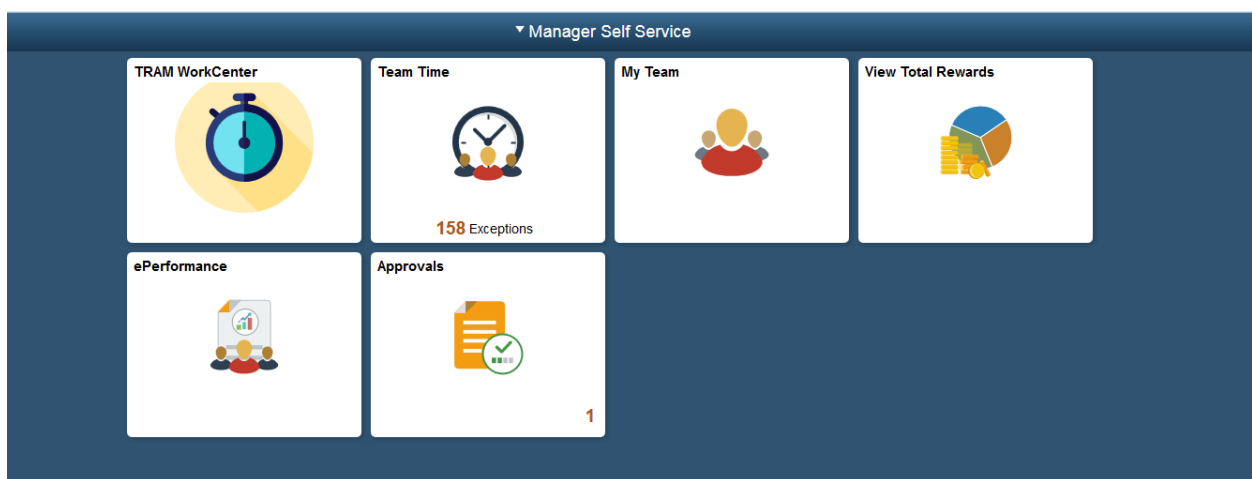 Manager Self Service
TRAM WorkCenter
Team Time
My Team
View Total Rewards
158 Exceptions
ePerformance
Approvals
1